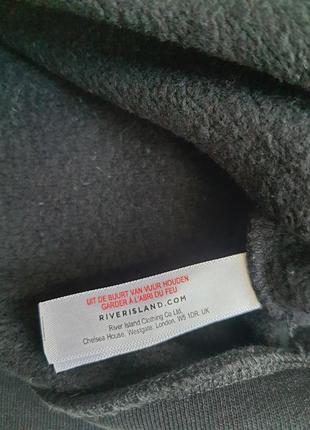 UIT DE BUURT VAN VUUR HOUDEN
GARDER À L'ABRI DU FEU
RIVERISLAND.COM
River Island Clothing Co Ltd.
Chelsea House, Westgate, London, W5 1DR, UK